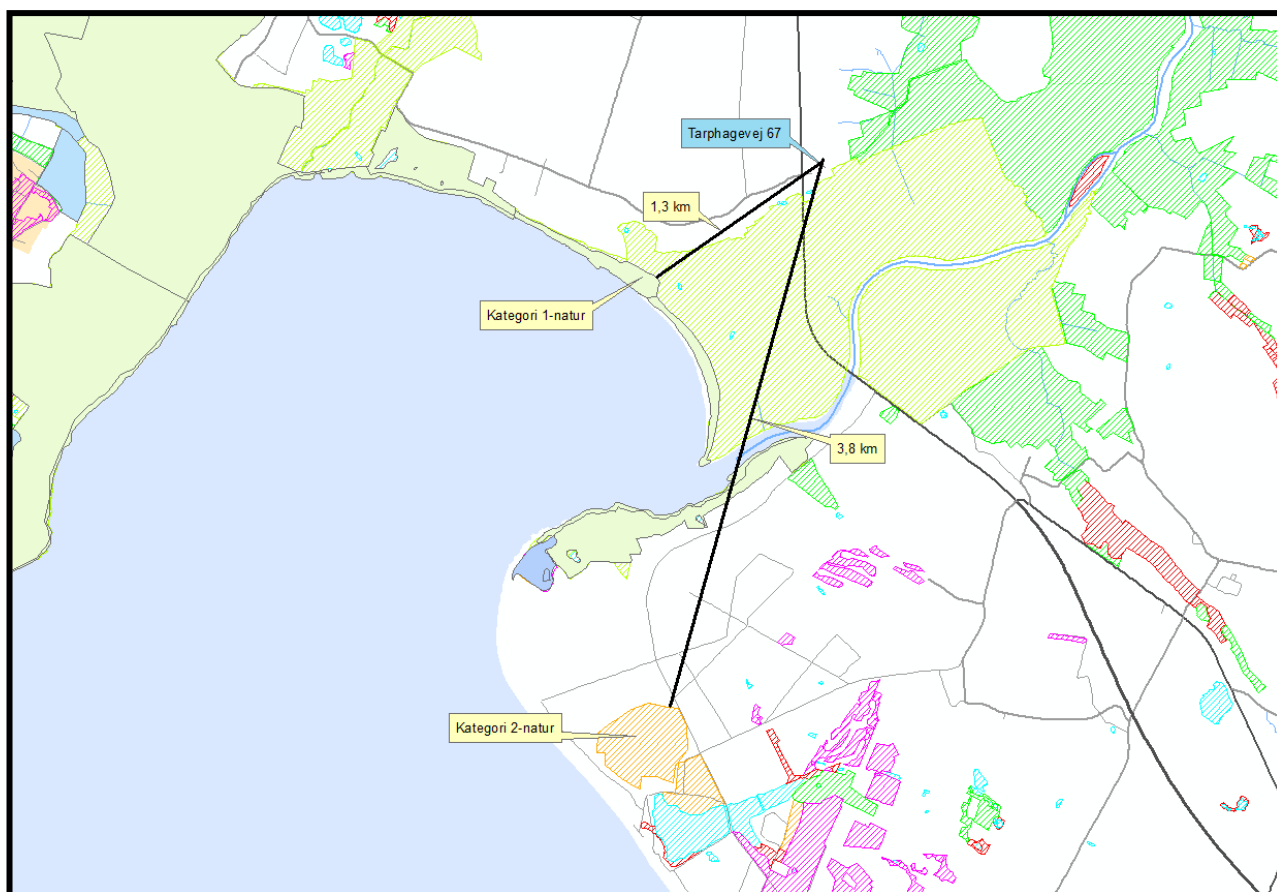 Tarphagevej 67
1,3 km
Kategori 1-natur
3,8 km
Kategori 2-natur